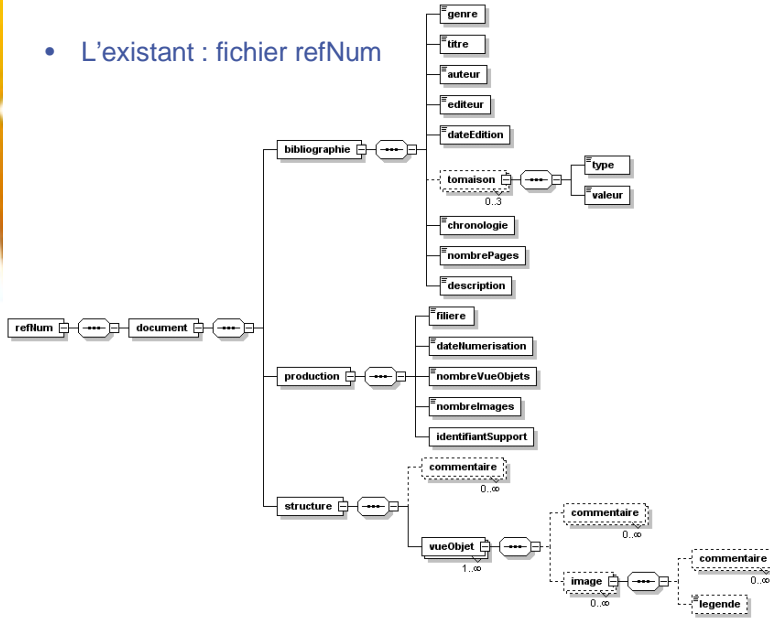 • L'existant : fichier refNum
genre
titre
auteur
editeur
dateEdition
bibliographie
tomaison
0..3
type
valeur
chronologie
nombrePages
description
refNum
document
filiere
dateNumerisation
production
nombreVueObjets
nombreImages
identifiantSupport
commentaire
0..∞
structure
vueObjet
1..∞
commentaire
0..∞
image
0..∞
commentaire
0..∞
legende